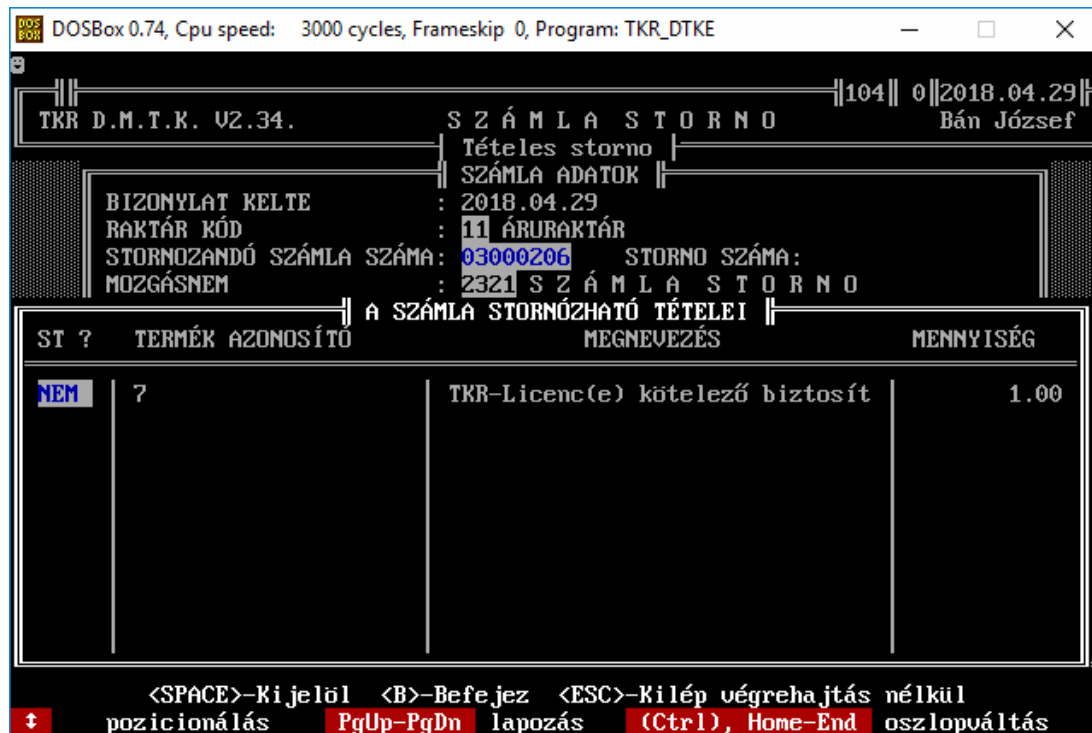 DOSBox 0.74, Cpu speed: 3000 cycles, Frameskip 0, Program: TKR_DTKE
104 0 2018.04.29
TKR D.M.T.K. V2.34. S Z Á M L A S T O R N O Bán József
Tételes storno
SZÁMLA ADATOK
BIZONYLAT KELTE : 2018.04.29
RAKTÁR KÓD : 11 ÁRURAKTÁR
STORNOZANDÓ SZÁMLA SZÁMA: 03000206 STORNO SZÁMA:
MOZGÁSNEM : 2321 S Z Á M L A S T O R N O
A SZÁMLA STORNÓZHATÓ TÉTELEI
ST ? TERMÉK AZONOSÍTÓ MEGNEVEZÉS MENNYISÉG
NEM 7 TKR-Licenc(e) kötelező biztosít 1.00
<SPACE>-Kijelöl <B>-Befejez <ESC>-Kilép végrehajtás nélkül
↕ pozicionálás PgUp-PgDn lapozás (Ctrl), Home-End oszlopváltás